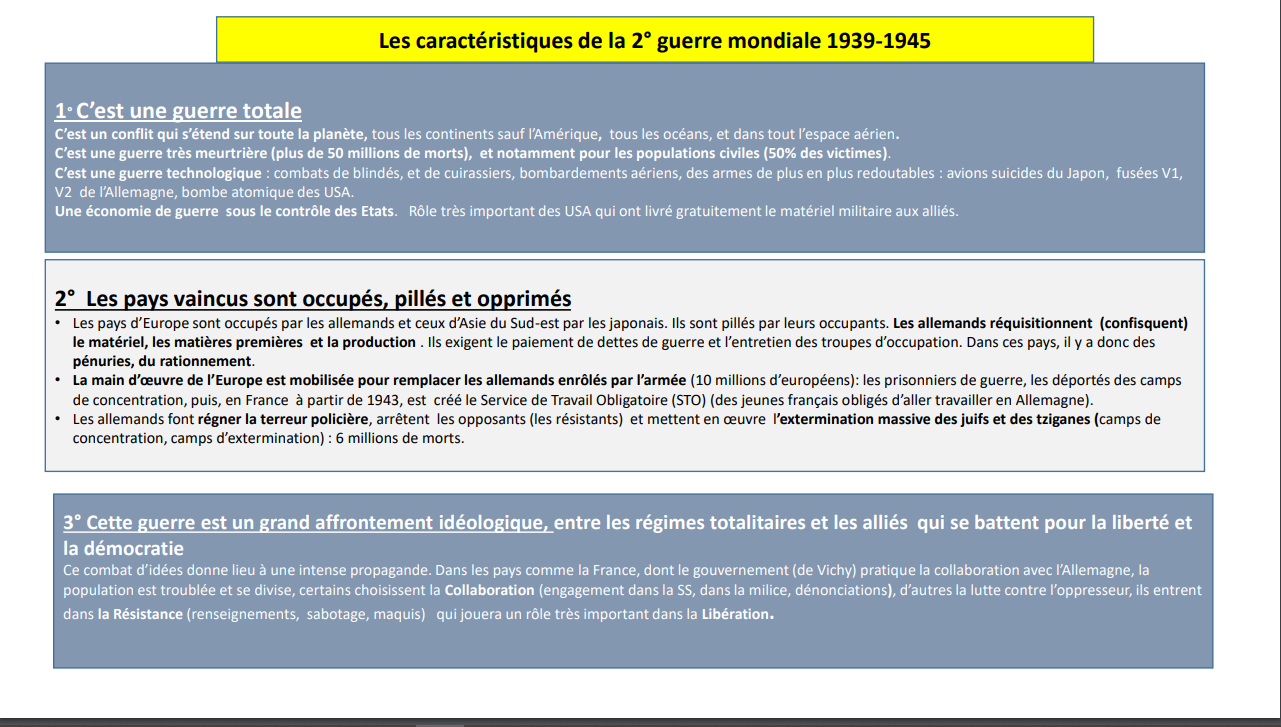 Les caractéristiques de la 2° guerre mondiale 1939-1945
1° C'est une guerre totale
C'est un conflit qui s'étend sur toute la planète, tous les continents sauf l'Amérique, tous les océans, et dans tout l'espace aérien.
C'est une guerre très meurtrière (plus de 50 millions de morts), et notamment pour les populations civiles (50% des victimes).
C'est une guerre technologique : combats de blindés, et de cuirassiers, bombardements aériens, des armes de plus en plus redoutables : avions suicides du Japon, fusées V1,
V2 de l'Allemagne, bombe atomique des USA.
Une économie de guerre sous le contrôle des Etats. Rôle très important des USA qui ont livré gratuitement le matériel militaire aux alliés.
2° Les pays vaincus sont occupés, pillés et opprimés
• Les pays d'Europe sont occupés par les allemands et ceux d'Asie du Sud-est par les japonais. Ils sont pillés par leurs occupants. Les allemands réquisitionnent (confisquent)
le matériel, les matières premières et la production . Ils exigent le paiement de dettes de guerre et l'entretien des troupes d'occupation. Dans ces pays, il y a donc des
pénuries, du rationnement.
• La main d'œuvre de l'Europe est mobilisée pour remplacer les allemands enrôlés par l'armée (10 millions d'européens): les prisonniers de guerre, les déportés des camps
de concentration, puis, en France à partir de 1943, est créé le Service de Travail Obligatoire (STO) (des jeunes français obligés d'aller travailler en Allemagne).
• Les allemands font régner la terreur policière, arrêtent les opposants (les résistants) et mettent en œuvre l'extermination massive des juifs et des tziganes (camps de
concentration, camps d'extermination) : 6 millions de morts.
3° Cette guerre est un grand affrontement idéologique, entre les régimes totalitaires et les alliés qui se battent pour la liberté et
la démocratie
Ce combat d'idées donne lieu à une intense propagande. Dans les pays comme la France, dont le gouvernement (de Vichy) pratique la collaboration avec l'Allemagne, la
population est troublée et se divise, certains choisissent la Collaboration (engagement dans la SS, dans la milice, dénonciations), d'autres la lutte contre l'oppresseur, ils entrent
dans la Résistance (renseignements, sabotage, maquis) qui jouera un rôle très important dans la Libération.